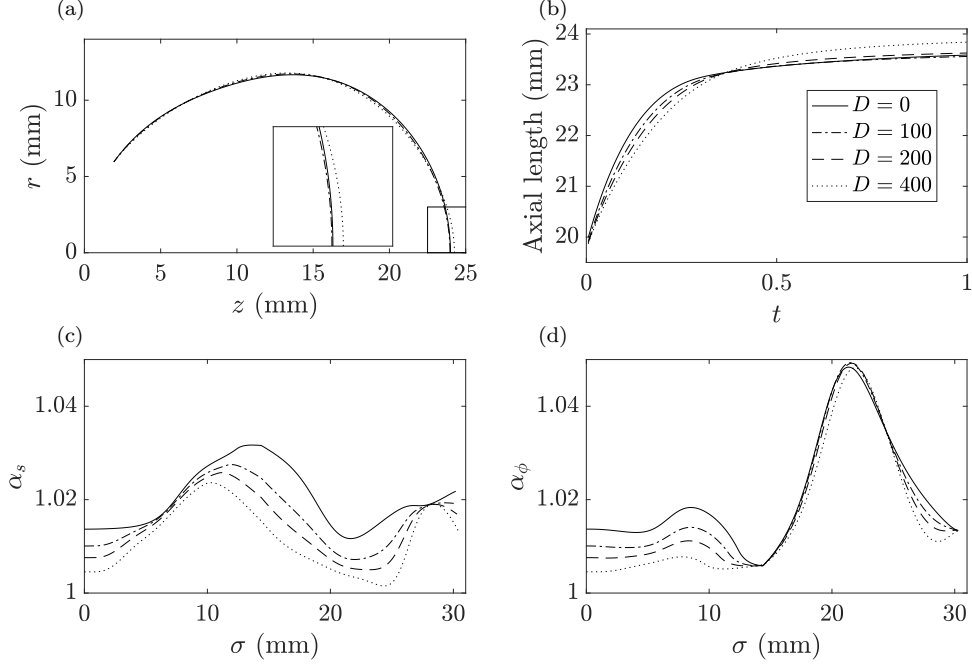 (a)
r (mm)
10
5
0
0
5
10
15
20
25
z (mm)
(b)
Axial length (mm)
24
23
22
21
20
0
0.5
1
t
D = 0
D = 100
D = 200
D = 400
(c)
α_s
1.04
1.02
1
0
10
20
30
σ (mm)
(d)
α_ϕ
1.04
1.02
1
0
10
20
30
σ (mm)